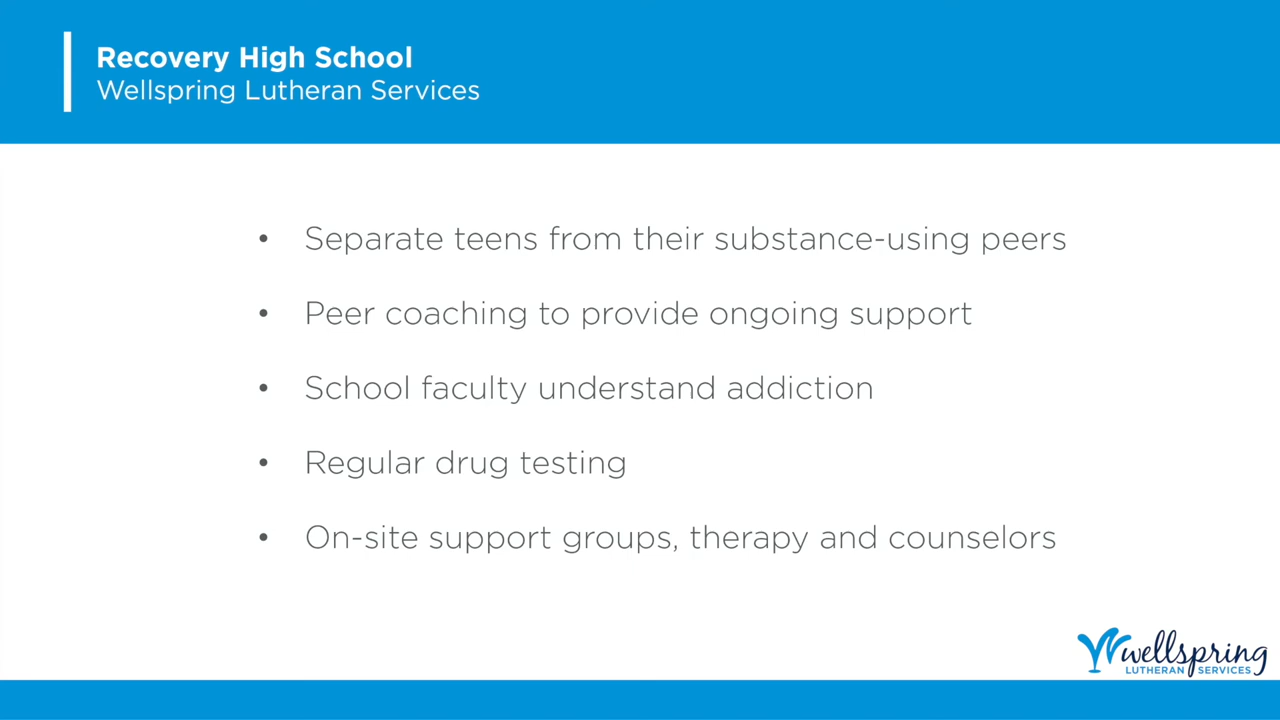 Recovery High School
Wellspring Lutheran Services
• Separate teens from their substance-using peers
• Peer coaching to provide ongoing support
• School faculty understand addiction
• Regular drug testing
• On-site support groups, therapy and counselors
wellspring
LUTHERAN SERVICES